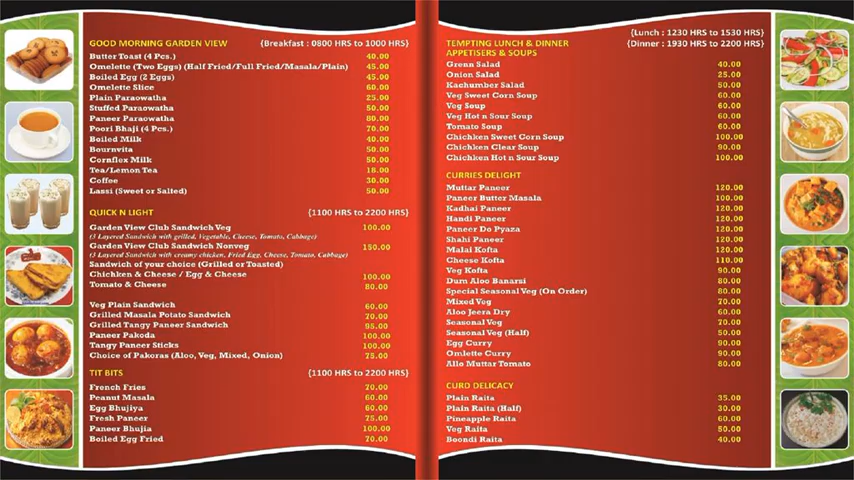 GOOD MORNING GARDEN VIEW {Breakfast : 0800 HRS to 1000 HRS}
Butter Toast (4 Pcs.) 40.00
Omelette (Two Eggs) (Half Fried/Full Fried/Masala/Plain) 45.00
Boiled Egg (2 Eggs) 45.00
Omelette Slice 60.00
Plain Paraowatha 25.00
Stuffed Paraowatha 50.00
Paneer Paraowatha 80.00
Poori Bhaji (4 Pcs.) 70.00
Boiled Milk 40.00
Bournvita 50.00
Cornflex Milk 50.00
Tea/Lemon Tea 18.00
Coffee 30.00
Lassi (Sweet or Salted) 50.00
QUICK N LIGHT {1100 HRS to 2200 HRS}
Garden View Club Sandwich Veg 100.00
(3 Layered Sandwich with grilled, Vegetable, Cheese, Tomato, Cabbage)
Garden View Club Sandwich Nonveg 150.00
(3 Layered Sandwich with creamy chicken, Fried Egg, Cheese, Tomato, Cabbage)
Sandwich of your choice (Grilled or Toasted)
Chichken & Cheese / Egg & Cheese 100.00
Tomato & Cheese 80.00
Veg Plain Sandwich 60.00
Grilled Masala Potato Sandwich 70.00
Grilled Tangy Paneer Sandwich 85.00
Paneer Pakoda 100.00
Tangy Paneer Sticks 100.00
Choice of Pakoras (Aloo, Veg, Mixed, Onion) 75.00
TIT BITS {1100 HRS to 2200 HRS}
French Fries 70.00
Peanut Masala 60.00
Egg Bhujiya 60.00
Fresh Paneer 75.00
Paneer Bhujia 100.00
Boiled Egg Fried 70.00
{Lunch : 1230 HRS to 1530 HRS}
TEMPTING LUNCH & DINNER {Dinner : 1930 HRS to 2200 HRS}
APPETISERS & SOUPS
Grenn Salad 40.00
Onion Salad 25.00
Kachumber Salad 50.00
Veg Sweet Corn Soup 60.00
Veg Soup 60.00
Veg Hot n Sour Soup 60.00
Tomato Soup 60.00
Chichken Sweet Corn Soup 100.00
Chichken Clear Soup 90.00
Chichken Hot n Sour Soup 100.00
CURRIES DELIGHT
Muttar Paneer 120.00
Paneer Butter Masala 100.00
Kadhai Paneer 120.00
Handi Paneer 120.00
Paneer Do Pyaza 120.00
Shahi Paneer 120.00
Malai Kofta 120.00
Cheese Kofta 110.00
Veg Kofta 90.00
Dum Aloo Banarsi 80.00
Special Seasonal Veg (On Order) 80.00
Mixed Veg 70.00
Aloo Jeera Dry 60.00
Seasonal Veg 70.00
Seasonal Veg (Half) 50.00
Egg Curry 90.00
Omlette Curry 90.00
Allo Muttar Tomato 80.00
CURD DELICACY
Plain Raita 35.00
Plain Raita (Half) 30.00
Pineapple Raita 60.00
Veg Raita 50.00
Boondi Raita 40.00